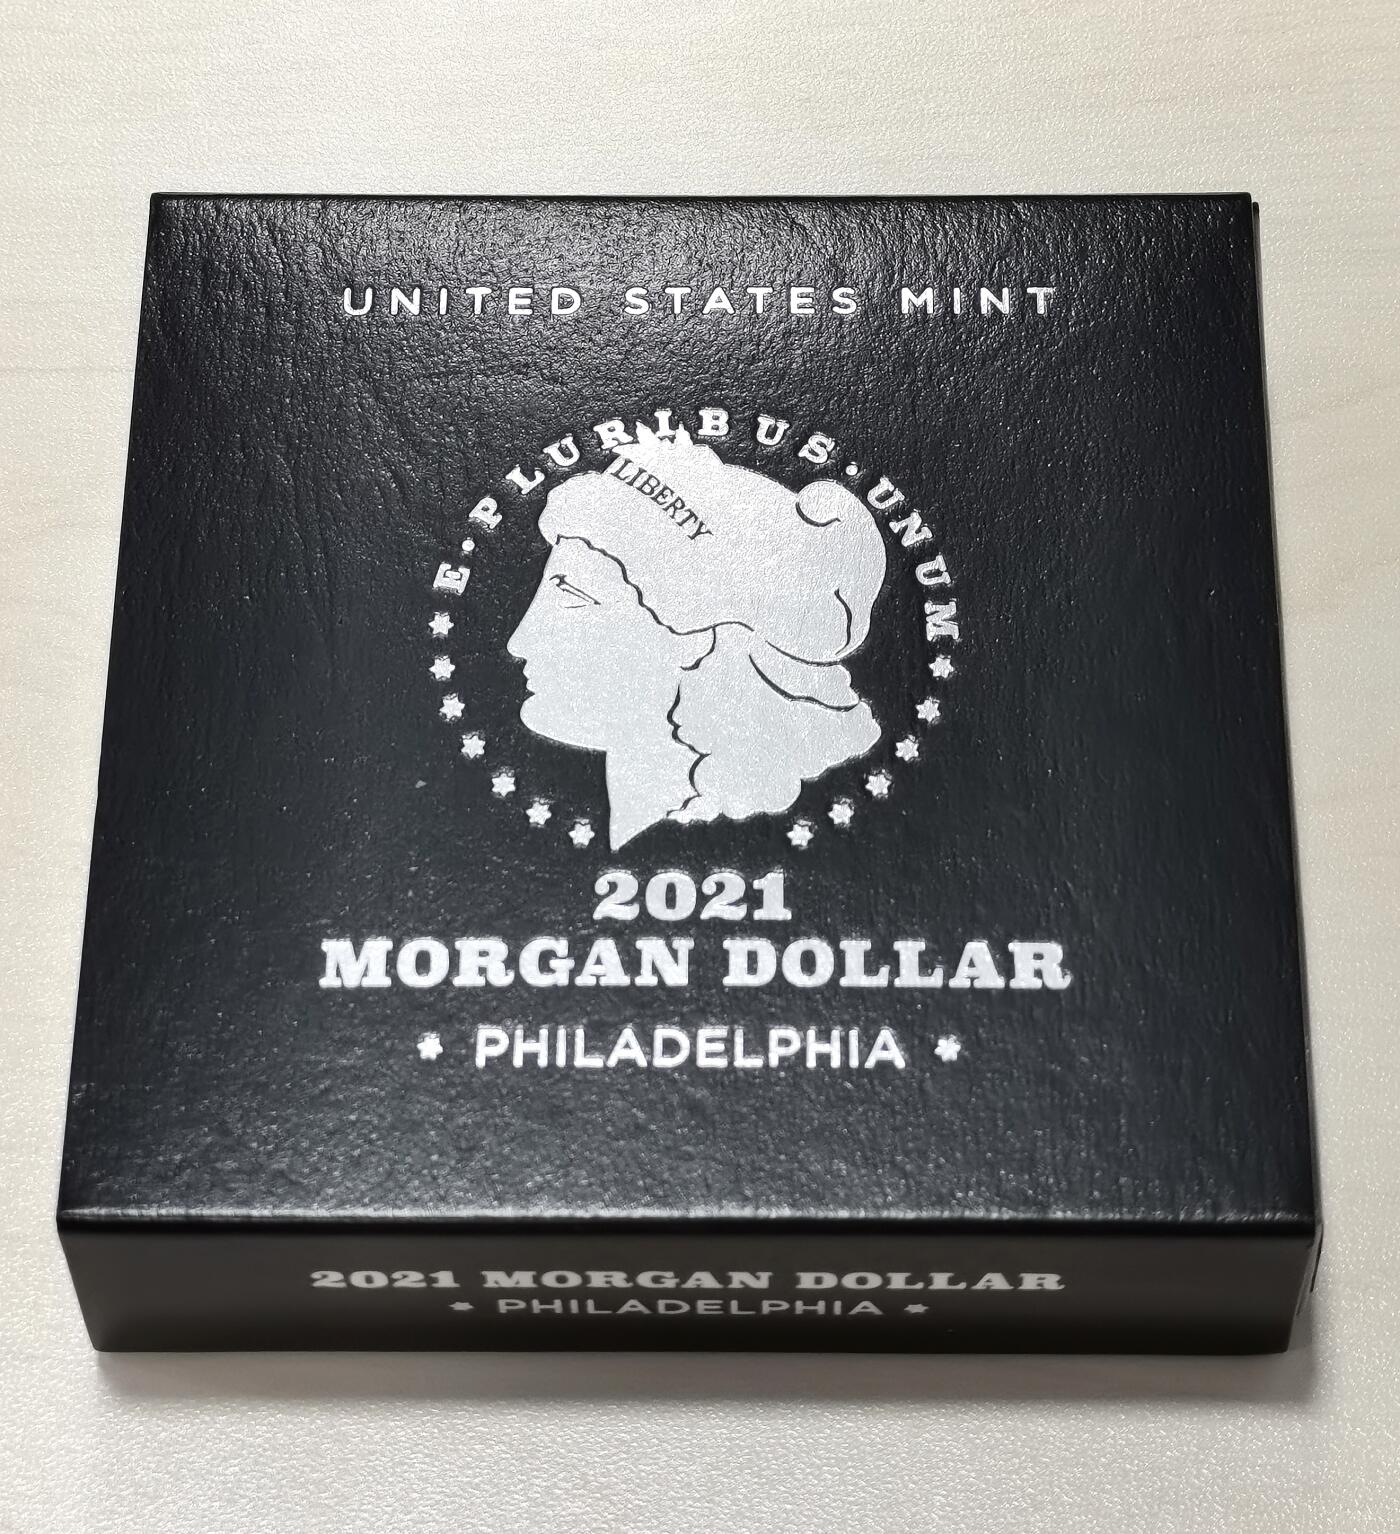 UNITED STATES MINT
E·PLURIBUS·UNUM
LIBERTY
2021
MORGAN DOLLAR
PHILADELPHIA
2021 MORGAN DOLLAR
PHILADELPHIA